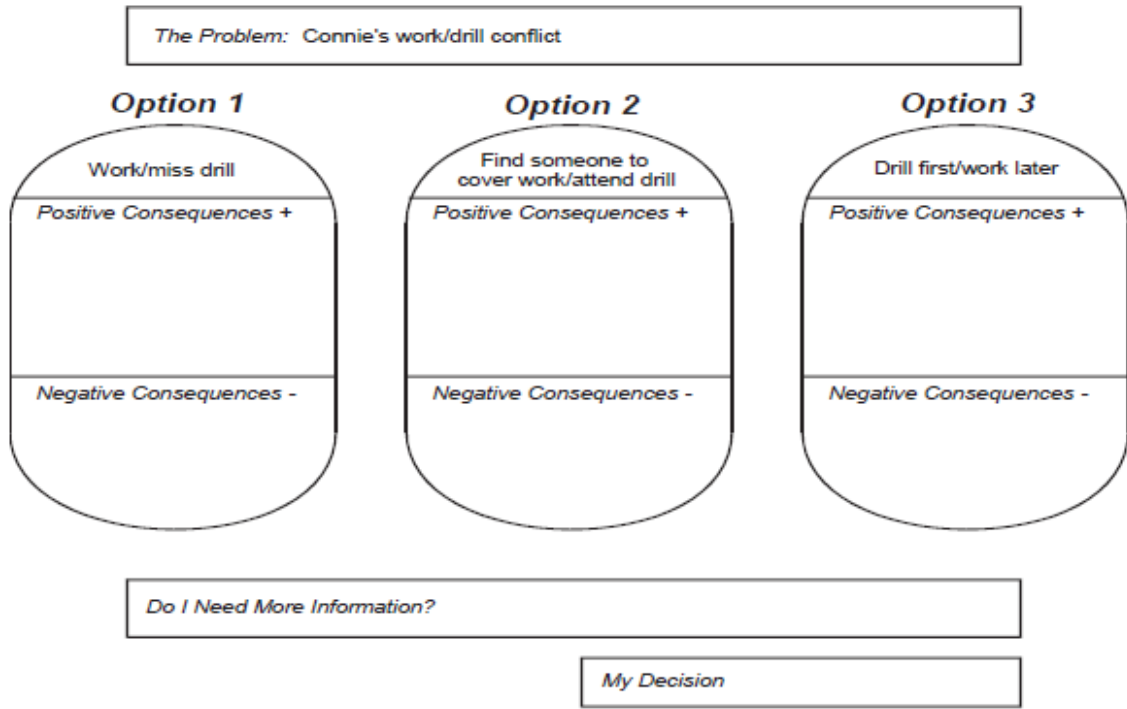 The Problem: Connie's work/drill conflict
Option 1
Option 2
Option 3
Work/miss drill
Find someone to
cover work/attend drill
Drill first/work later
Positive Consequences +
Positive Consequences +
Positive Consequences +
Negative Consequences -
Negative Consequences -
Negative Consequences -
Do I Need More Information?
My Decision